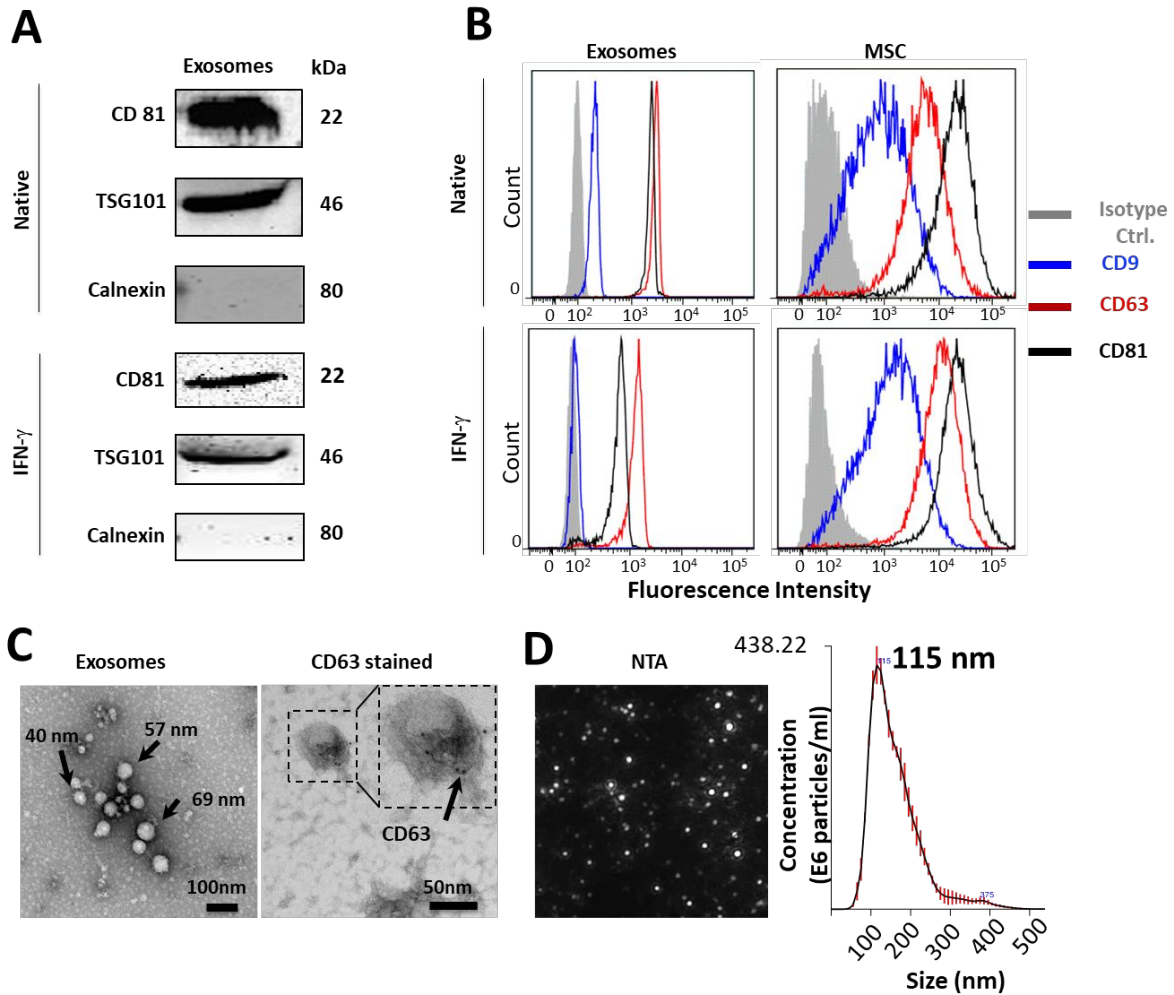 A
Exosomes kDa
Native
CD 81 22
TSG101 46
Calnexin 80
IFN-γ
CD81 22
TSG101 46
Calnexin 80
B
Exosomes MSC
Native
Count
0
0 10² 10³ 10⁴ 10⁵
0 10² 10³ 10⁴ 10⁵
IFN-γ
Count
0
0 10² 10³ 10⁴ 10⁵
0 10² 10³ 10⁴ 10⁵
Fluorescence Intensity
Isotype
Ctrl.
CD9
CD63
CD81
C
Exosomes
40 nm
57 nm
69 nm
100nm
CD63 stained
CD63
50nm
D
NTA
438.22
115 nm
115
375
Concentration
(E6 particles/ml)
100 200 300 400 500
Size (nm)